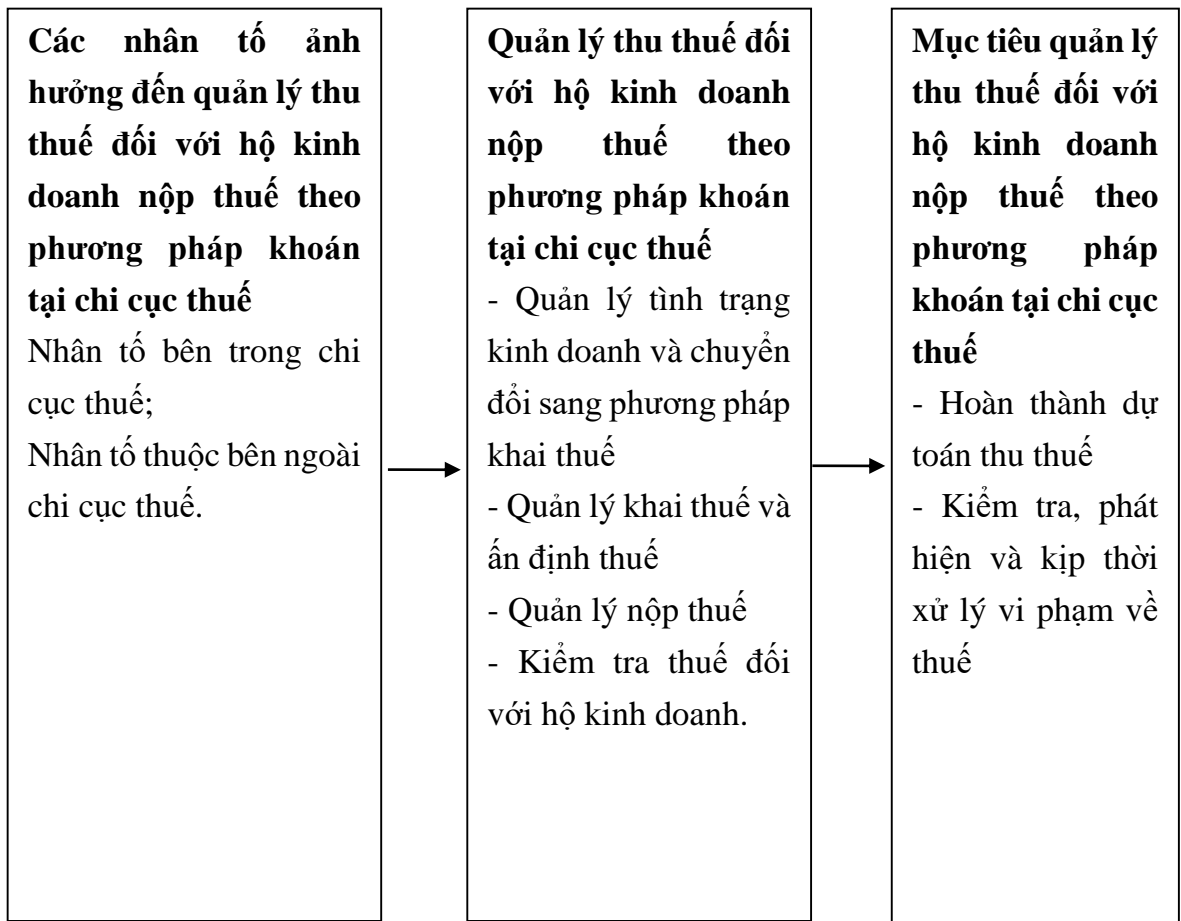 Các nhân tố ảnh
hưởng đến quản lý thu
thuế đối với hộ kinh
doanh nộp thuế theo
phương pháp khoán
tại chi cục thuế
Nhân tố bên trong chi
cục thuế;
Nhân tố thuộc bên ngoài
chi cục thuế.
Quản lý thu thuế đối
với hộ kinh doanh
nộp thuế theo
phương pháp khoán
tại chi cục thuế
- Quản lý tình trạng
kinh doanh và chuyển
đổi sang phương pháp
khai thuế
- Quản lý khai thuế và
ấn định thuế
- Quản lý nộp thuế
- Kiểm tra thuế đối
với hộ kinh doanh.
Mục tiêu quản lý
thu thuế đối với
hộ kinh doanh
nộp thuế theo
phương pháp
khoán tại chi cục
thuế
- Hoàn thành dự
toán thu thuế
- Kiểm tra, phát
hiện và kịp thời
xử lý vi phạm về
thuế